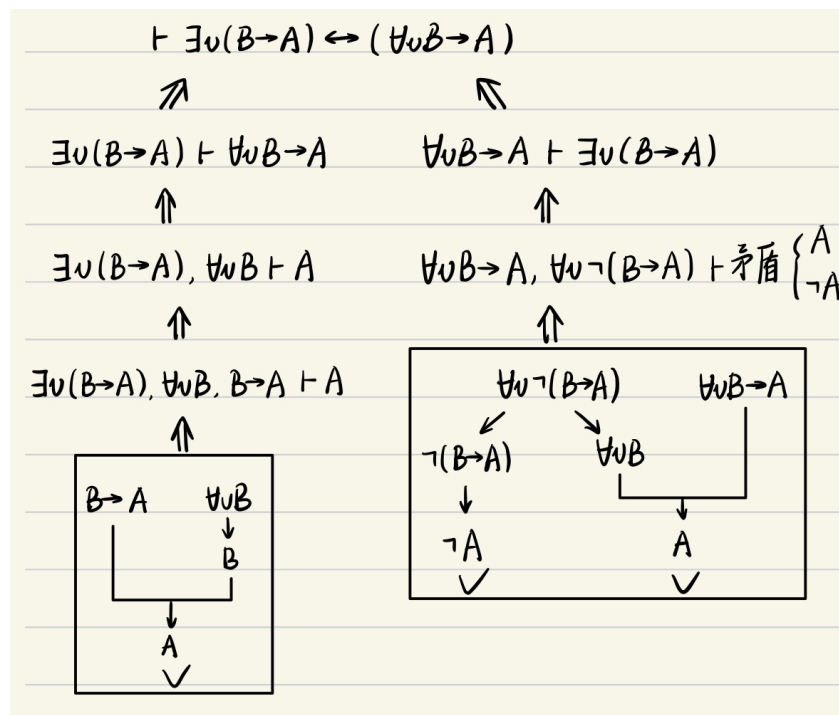 ⊢ ∃v(B→A)↔(∀vB→A)
∃v(B→A)⊢∀vB→A
∀vB→A ⊢ ∃v(B→A)
∃v(B→A), ∀vB ⊢ A
∀vB→A, ∀v¬(B→A) ⊢矛盾 { A
¬A
∃v(B→A), ∀vB, B→A ⊢ A
∀v¬(B→A)
∀vB→A
¬(B→A)
∀vB
B→A
∀vB
B
¬A
A
A